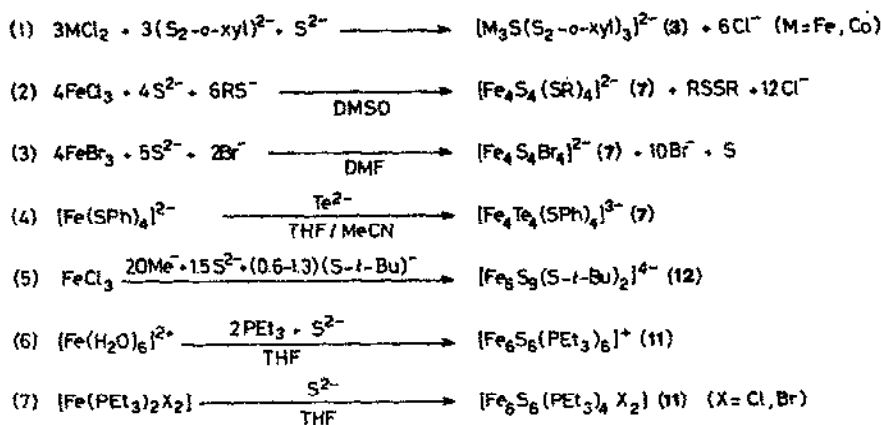 (1) 3MCl₂ + 3(S₂-o-xyl)²⁻ + S²⁻ ⟶ [M₃S(S₂-o-xyl)₃]²⁻ (3) + 6Cl⁻ (M=Fe, Co)
(2) 4FeCl₃ + 4S²⁻ + 6RS⁻ ⟶ [Fe₄S₄(SR)₄]²⁻ (7) + RSSR + 12Cl⁻
DMSO
(3) 4FeBr₃ + 5S²⁻ + 2Br⁻ ⟶ [Fe₄S₄Br₄]²⁻ (7) + 10Br⁻ + S
DMF
Te²⁻
(4) [Fe(SPh)₄]²⁻ ⟶ [Fe₄Te₄(SPh)₄]³⁻ (7)
THF/MeCN
2OMe⁻+1.5S²⁻+(0.6-1.3)(S-t-Bu)⁻
(5) FeCl₃ ⟶ [Fe₆S₉(S-t-Bu)₂]⁴⁻ (12)
2PEt₃ + S²⁻
(6) [Fe(H₂O)₆]²⁺ ⟶ [Fe₆S₆(PEt₃)₆]⁺ (11)
THF
S²⁻
(7) [Fe(PEt₃)₂X₂] ⟶ [Fe₆S₆(PEt₃)₄X₂] (11) (X=Cl, Br)
THF